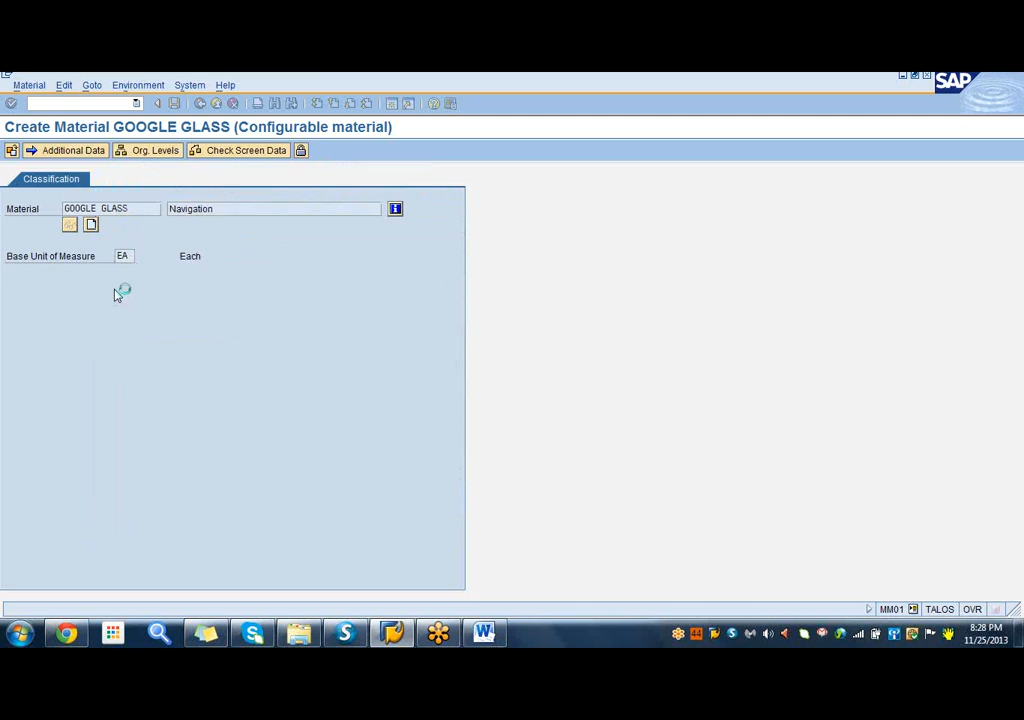 Material Edit Goto Environment System Help
SAP
Create Material GOOGLE GLASS (Configurable material)
Additional Data Org. Levels Check Screen Data
Classification
Material GOOGLE GLASS Navigation
Base Unit of Measure EA Each
MM01 TALOS OVR
44 8:28 PM
11/25/2013